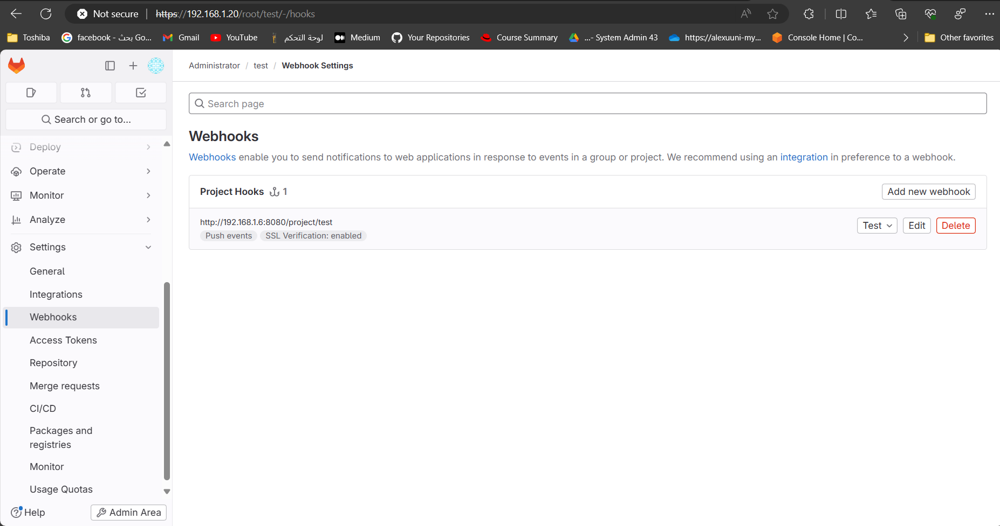 Not secure | https://192.168.1.20/root/test/-/hooks
Toshiba facebook - بحث Go... Gmail YouTube لوحة التحكم Medium Your Repositories Course Summary ...- System Admin 43 https://alexuuni-my... Console Home | Co... Other favorites
Administrator / test / Webhook Settings
Search page
Search or go to...
Deploy
Operate
Monitor
Analyze
Settings
General
Integrations
Webhooks
Access Tokens
Repository
Merge requests
CI/CD
Packages and
registries
Monitor
Usage Quotas
Help
Admin Area
Webhooks
Webhooks enable you to send notifications to web applications in response to events in a group or project. We recommend using an integration in preference to a webhook.
Project Hooks 1
Add new webhook
http://192.168.1.6:8080/project/test
Push events SSL Verification: enabled
Test Edit Delete